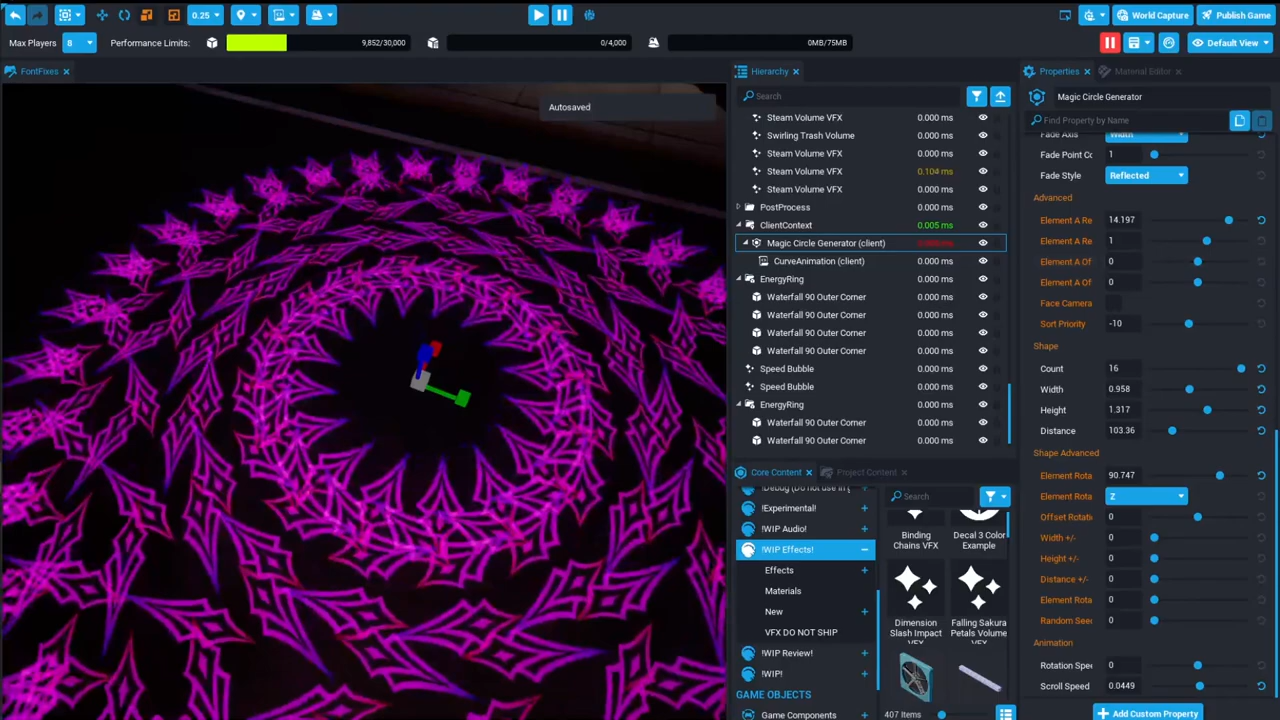 0.25
World Capture
Publish Game
Max Players
8
Performance Limits:
9,852/30,000
0/4,000
0MB/75MB
Default View
FontFixes
Autosaved
Hierarchy
Search
Steam Volume VFX 0.000 ms
Swirling Trash Volume 0.000 ms
Steam Volume VFX 0.000 ms
Steam Volume VFX 0.104 ms
Steam Volume VFX 0.000 ms
PostProcess 0.000 ms
ClientContext 0.005 ms
Magic Circle Generator (client)
CurveAnimation (client) 0.000 ms
EnergyRing 0.000 ms
Waterfall 90 Outer Corner 0.000 ms
Waterfall 90 Outer Corner 0.000 ms
Waterfall 90 Outer Corner 0.000 ms
Waterfall 90 Outer Corner 0.000 ms
Speed Bubble 0.000 ms
Speed Bubble 0.000 ms
EnergyRing 0.000 ms
Waterfall 90 Outer Corner 0.000 ms
Waterfall 90 Outer Corner 0.000 ms
Core Content
Project Content
!Experimental!
!WIP Audio!
!WIP Effects!
Effects
Materials
New
VFX DO NOT SHIP
!WIP Review!
!WIP!
GAME OBJECTS
Game Components
Search
Binding
Chains VFX
Decal 3 Color
Example
Dimension
Slash Impact
Falling Sakura
Petals Volume
407 Items
Properties
Material Editor
Magic Circle Generator
Find Property by Name
Fade Axis Width
Fade Point Cc 1
Fade Style Reflected
Advanced
Element A Re 14.197
Element A Re 1
Element A Of 0
Element A Of 0
Face Camera
Sort Priority -10
Shape
Count 16
Width 0.958
Height 1.317
Distance 103.36
Shape Advanced
Element Rota 90.747
Element Rota Z
Offset Rotati 0
Width +/- 0
Height +/- 0
Distance +/- 0
Element Rota 0
Random See 0
Animation
Rotation Spee 0
Scroll Speed 0.0449
Add Custom Property